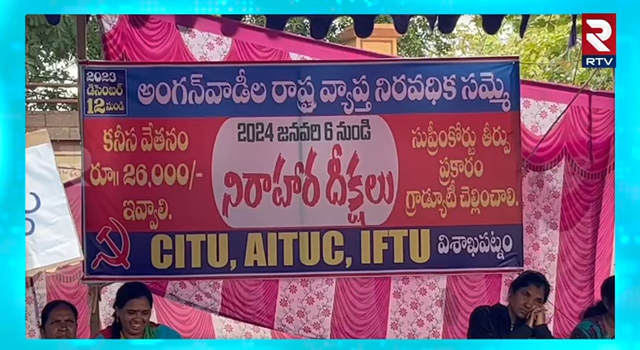 2023
డిసెంబర్
12 నుండి
అంగన్‌వాడీల రాష్ట్ర వ్యాప్త నిరవధిక సమ్మె
కనీస వేతనం
రూ॥ 26,000/-
ఇవ్వాలి.
2024 జనవరి 6 నుండి
నిరాహార దీక్షలు
సుప్రీంకోర్టు తీర్పు
ప్రకారం
గ్రాడ్యుటీ చెల్లించాలి.
CITU, AITUC, IFTU విశాఖపట్నం
R
RTV